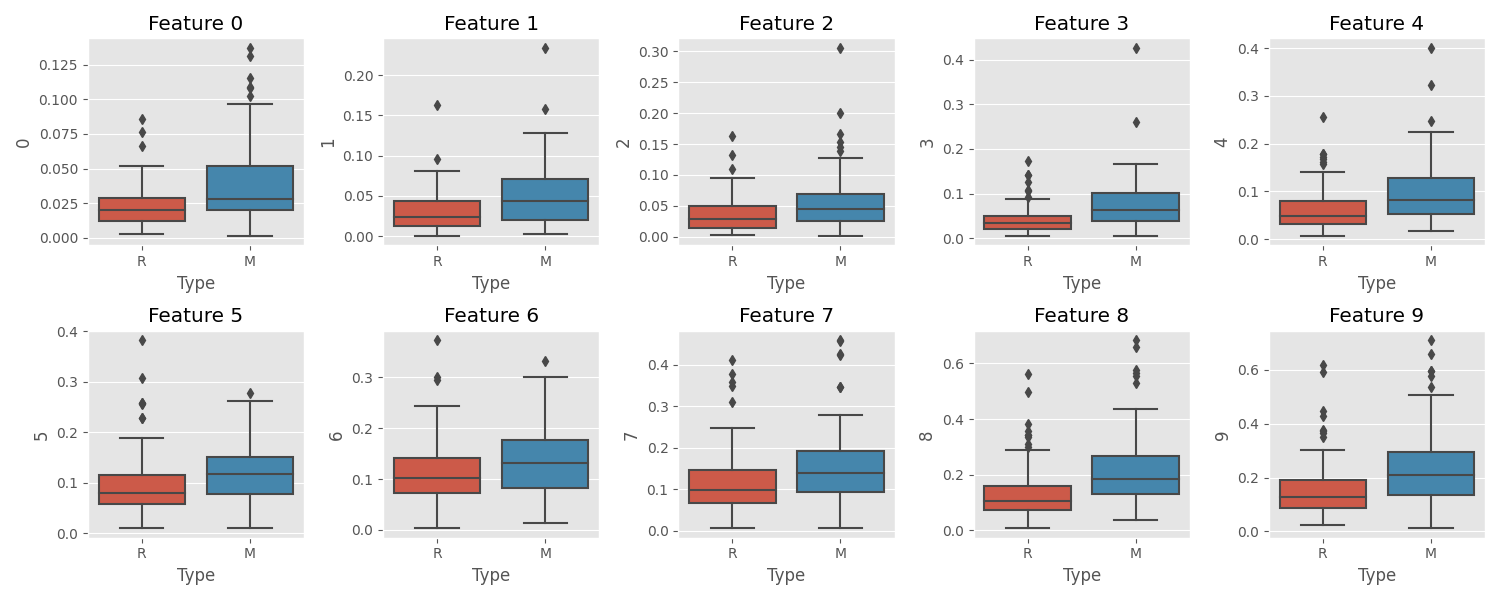 Feature 0
Feature 1
Feature 2
Feature 3
Feature 4
0.125
0.100
0.075
0.050
0.025
0.000
0
R
M
Type
0.20
0.15
0.10
0.05
0.00
1
R
M
Type
0.30
0.25
0.20
0.15
0.10
0.05
0.00
2
R
M
Type
0.4
0.3
0.2
0.1
0.0
3
R
M
Type
0.4
0.3
0.2
0.1
0.0
4
R
M
Type
Feature 5
Feature 6
Feature 7
Feature 8
Feature 9
0.4
0.3
0.2
0.1
0.0
5
R
M
Type
0.3
0.2
0.1
0.0
6
R
M
Type
0.4
0.3
0.2
0.1
0.0
7
R
M
Type
0.6
0.4
0.2
0.0
8
R
M
Type
0.6
0.4
0.2
0.0
9
R
M
Type